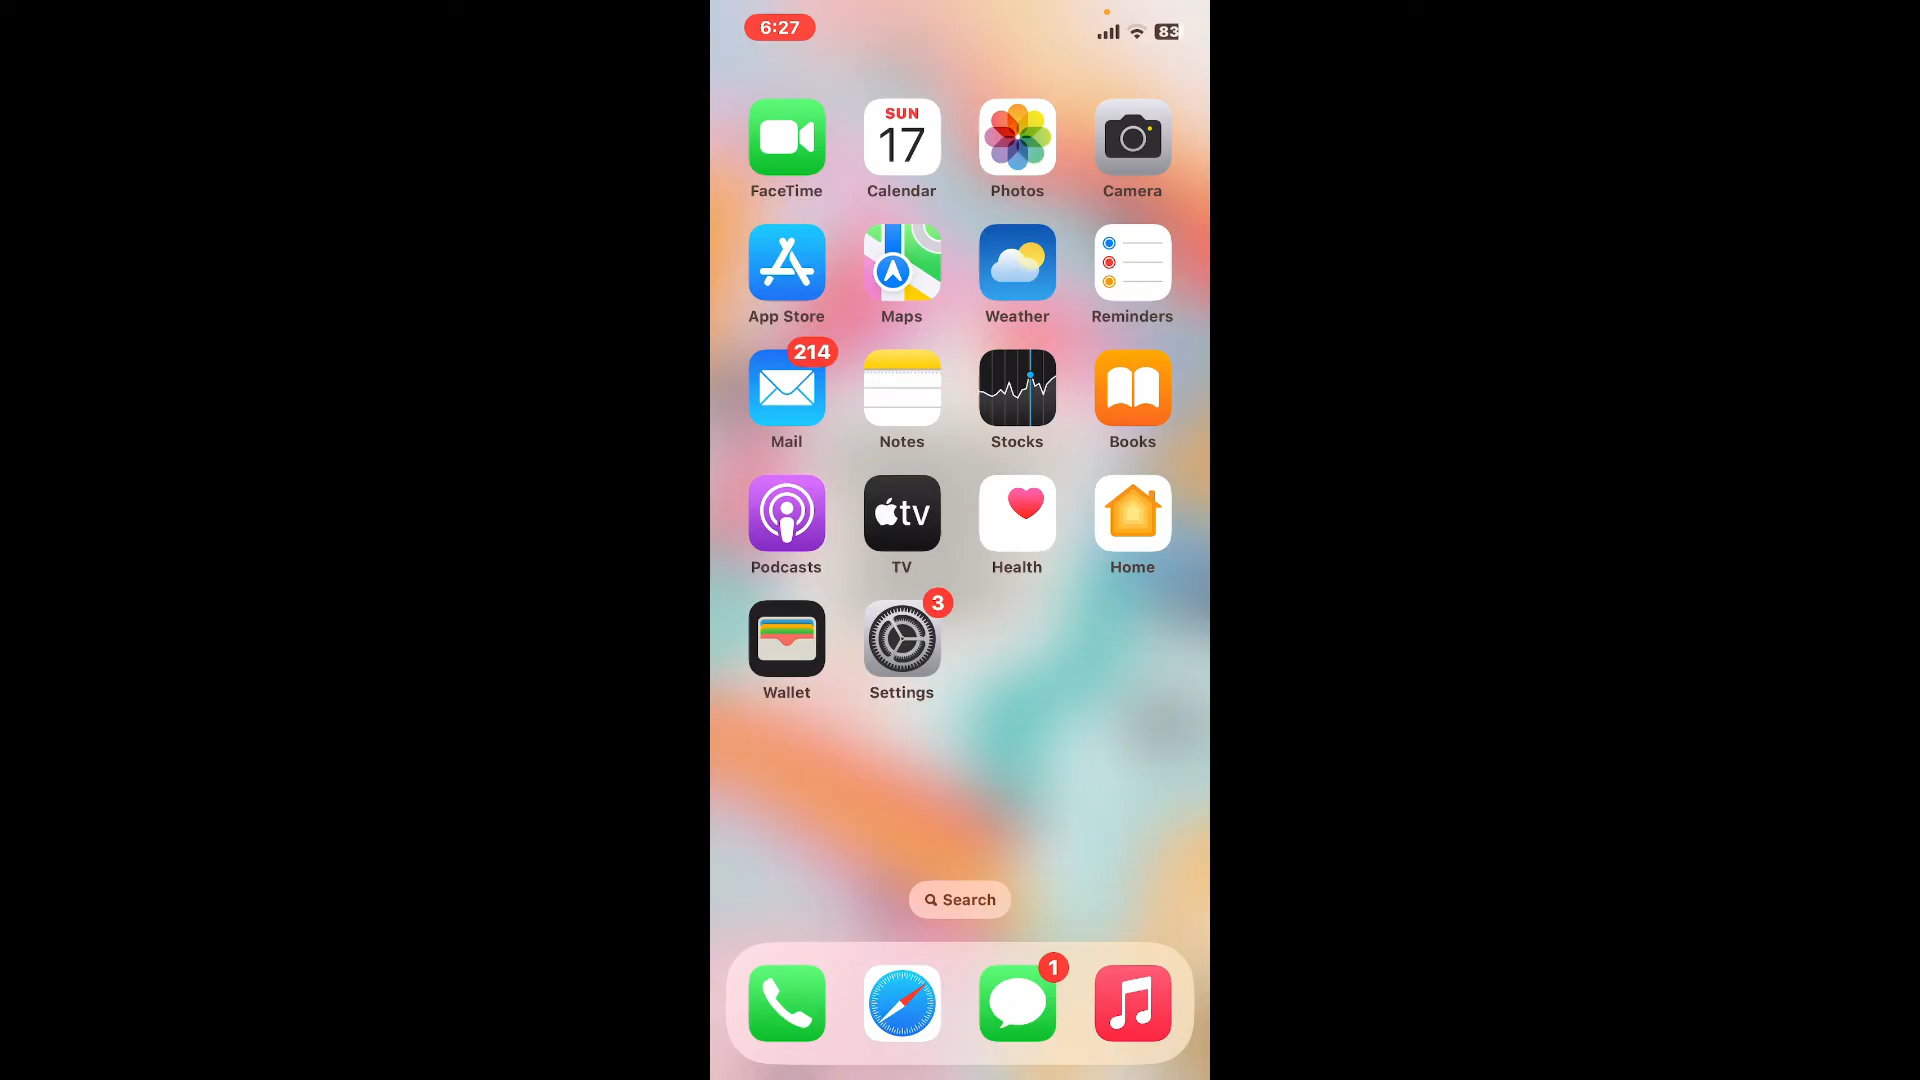 6:27
83
FaceTime
SUN
17
Calendar
Photos
Camera
App Store
Maps
Weather
Reminders
214
Mail
Notes
Stocks
Books
Podcasts
tv
TV
Health
Home
Wallet
3
Settings
Search
1